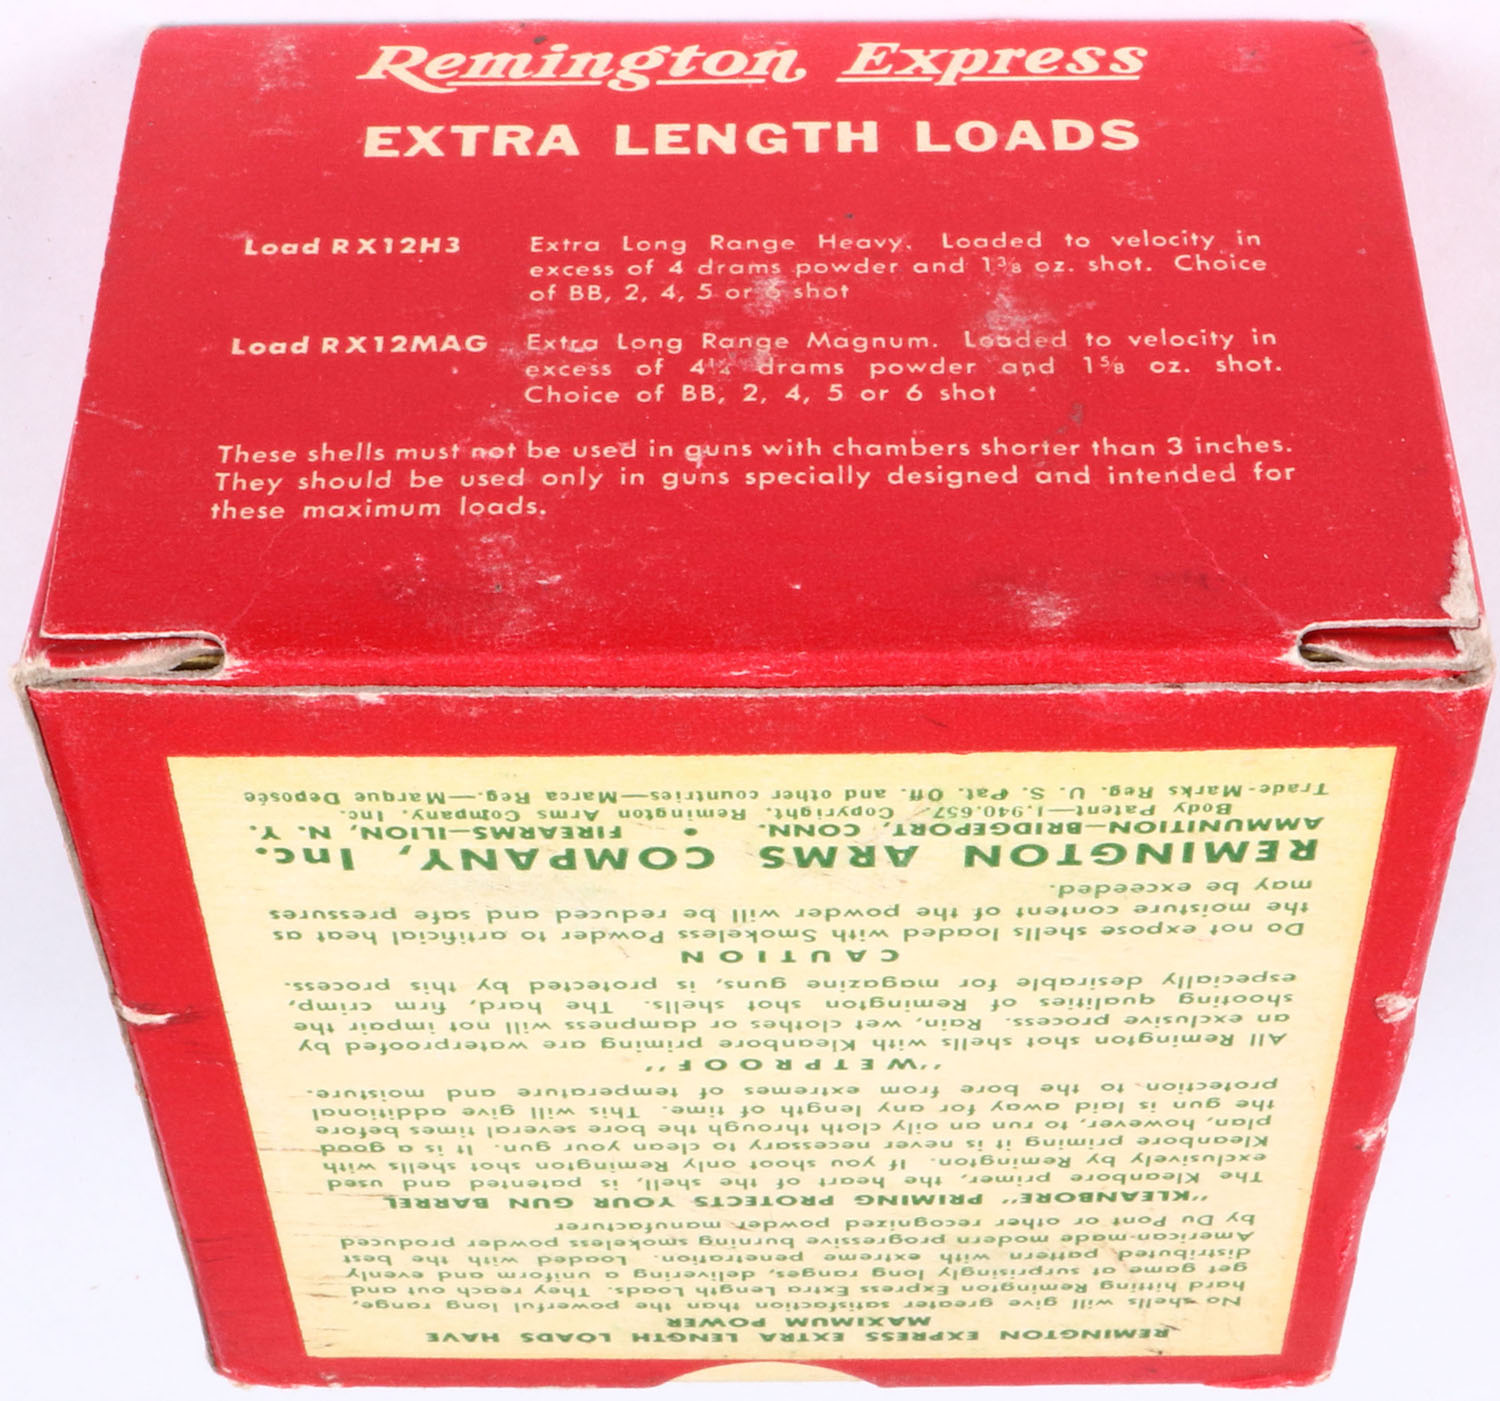 Remington Express
EXTRA LENGTH LOADS
Load RX12H3 Extra Long Range Heavy. Loaded to velocity in
excess of 4 drams powder and 1 3/8 oz. shot. Choice
of BB, 2, 4, 5 or 6 shot
Load RX12MAG Extra Long Range Magnum. Loaded to velocity in
excess of 4 1/4 drams powder and 1 5/8 oz. shot.
Choice of BB, 2, 4, 5 or 6 shot
These shells must not be used in guns with chambers shorter than 3 inches.
They should be used only in guns specially designed and intended for
these maximum loads.
REMINGTON EXPRESS EXTRA LENGTH LOADS HAVE
MAXIMUM POWER
No shells will give greater satisfaction than the powerful long range,
hard hitting Remington Express Extra Length Loads. They reach out and
get game at surprisingly long ranges, delivering a uniform and evenly
distributed pattern with extreme penetration. Loaded with the best
American-made modern progressive burning smokeless powder produced
by Du Pont or other recognized powder manufacturer
"KLEANBORE" PRIMING PROTECTS YOUR GUN BARREL
The Kleanbore primer, the heart of the shell, is patented and used
exclusively by Remington. If you shoot only Remington shot shells with
Kleanbore priming it is never necessary to clean your gun. It is a good
plan, however, to run an oily cloth through the bore several times before
the gun is laid away for any length of time. This will give additional
protection to the bore from extremes of temperature and moisture.
"WETPROOF"
All Remington shot shells with Kleanbore priming are waterproofed by
an exclusive process. Rain, wet clothes or dampness will not impair the
shooting qualities of Remington shot shells. The hard, firm crimp,
especially desirable for magazine guns, is protected by this process.
CAUTION
Do not expose shells loaded with Smokeless Powder to artificial heat as
the moisture content of the powder will be reduced and safe pressures
may be exceeded.
REMINGTON ARMS COMPANY, Inc.
AMMUNITION—BRIDGEPORT, CONN. • FIREARMS—ILION, N. Y.
Body Patent—1,940,657. Copyright, Remington Arms Company, Inc.
Trade-Marks Reg. U. S. Pat. Off. and other countries—Marca Reg.—Marque Deposée